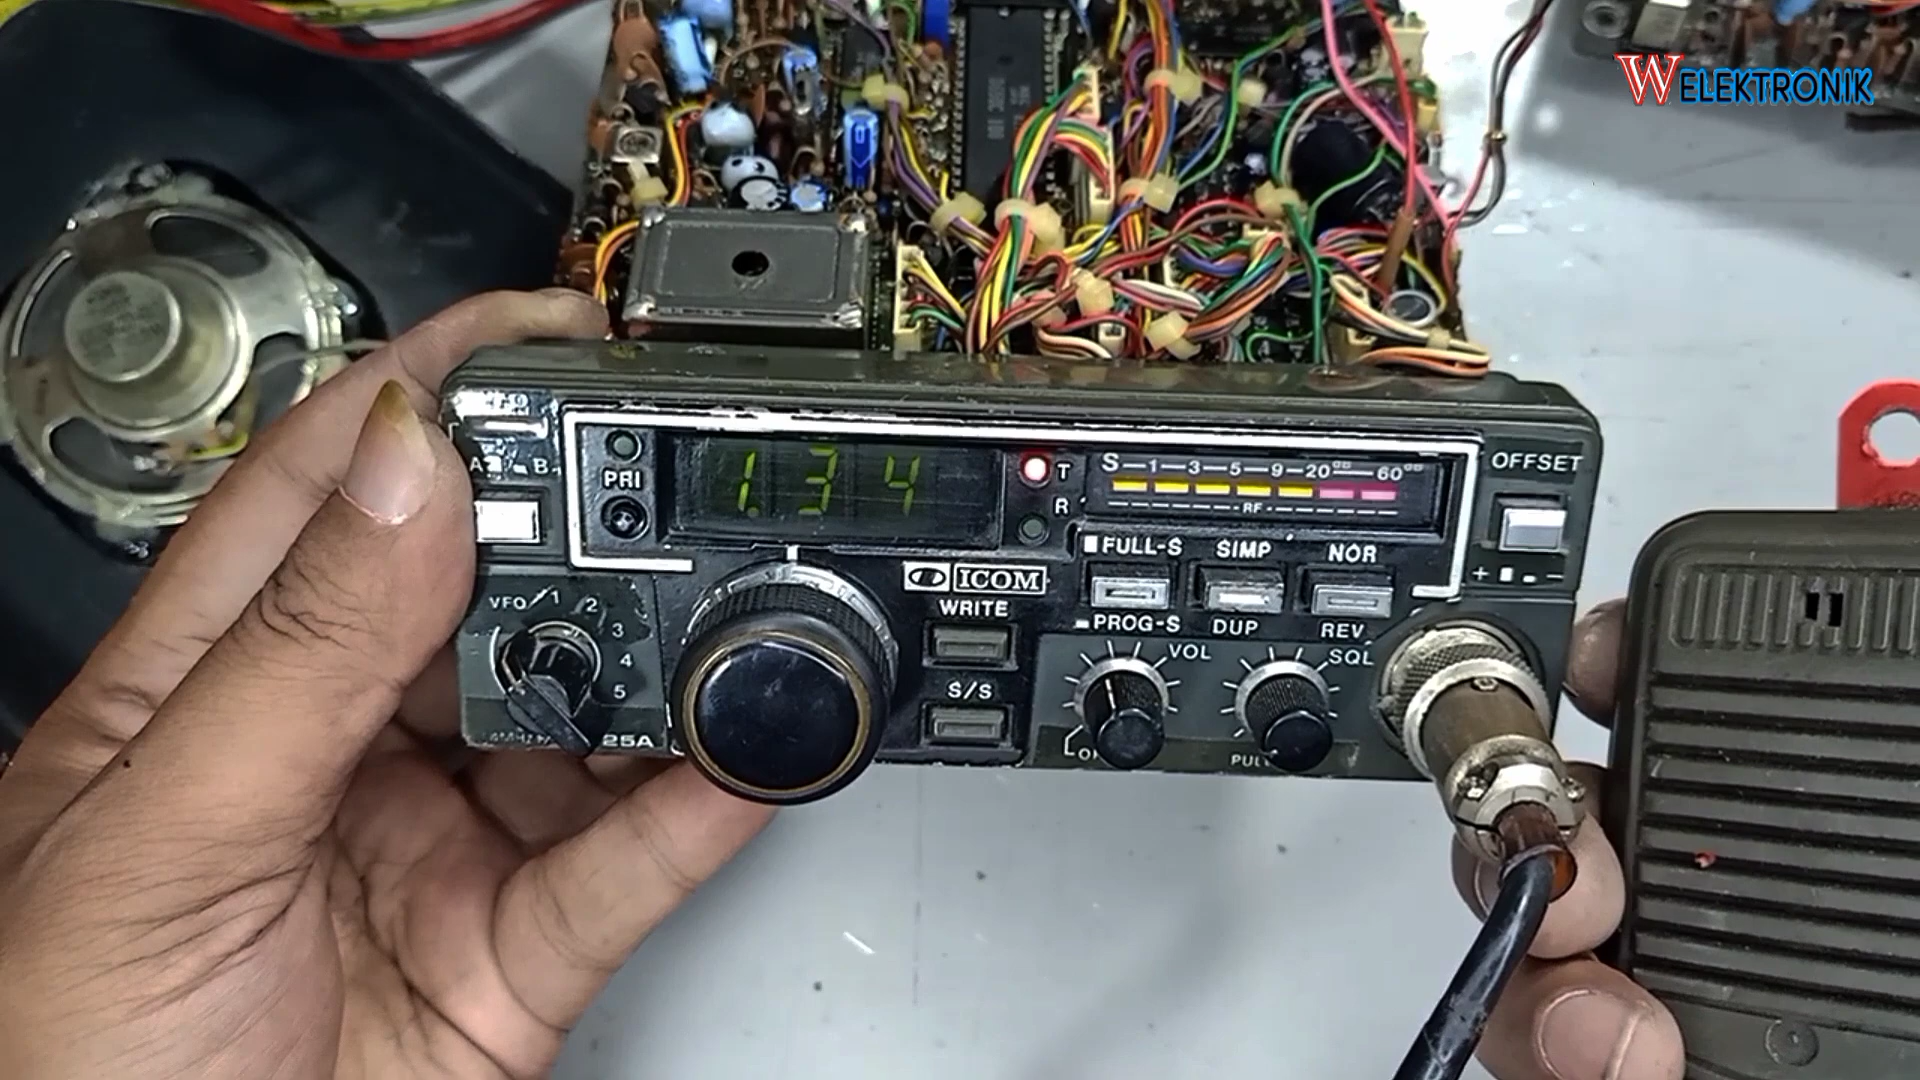 WELEKTRONIK
A B
PRI
1.34
T
R
S 1 3 5 9 20dB 60dB
RF
OFFSET
+ -
FULL-S SIMP NOR
PROG-S DUP REV
ICOM
WRITE
S/S
VFO 1 2 3 4 5
VOL
SQL
25A